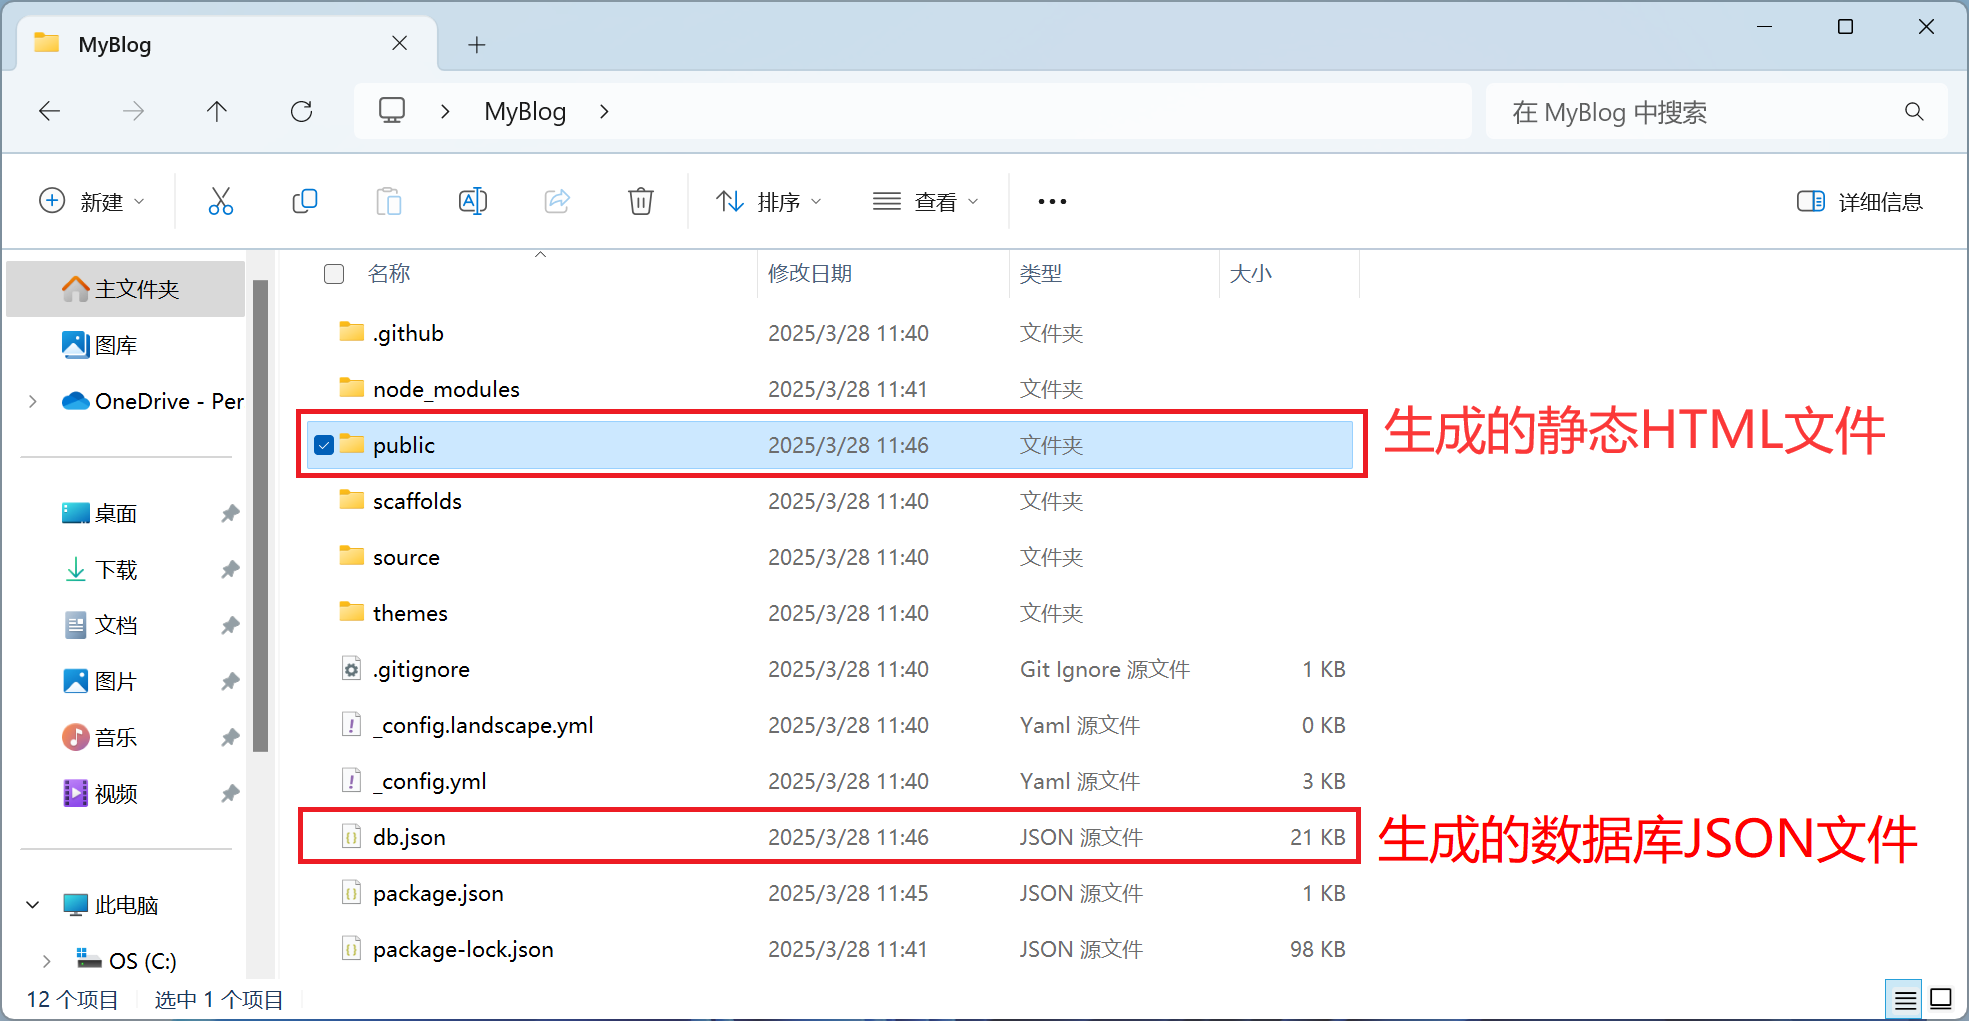 MyBlog
MyBlog
在 MyBlog 中搜索
新建
排序
查看
详细信息
主文件夹
图库
OneDrive - Per
桌面
下载
文档
图片
音乐
视频
此电脑
OS (C:)
名称 修改日期 类型 大小
.github 2025/3/28 11:40 文件夹
node_modules 2025/3/28 11:41 文件夹
public 2025/3/28 11:46 文件夹 生成的静态HTML文件
scaffolds 2025/3/28 11:40 文件夹
source 2025/3/28 11:40 文件夹
themes 2025/3/28 11:40 文件夹
.gitignore 2025/3/28 11:40 Git Ignore 源文件 1 KB
_config.landscape.yml 2025/3/28 11:40 Yaml 源文件 0 KB
_config.yml 2025/3/28 11:40 Yaml 源文件 3 KB
db.json 2025/3/28 11:46 JSON 源文件 21 KB 生成的数据库JSON文件
package.json 2025/3/28 11:45 JSON 源文件 1 KB
package-lock.json 2025/3/28 11:41 JSON 源文件 98 KB
12 个项目 选中 1 个项目